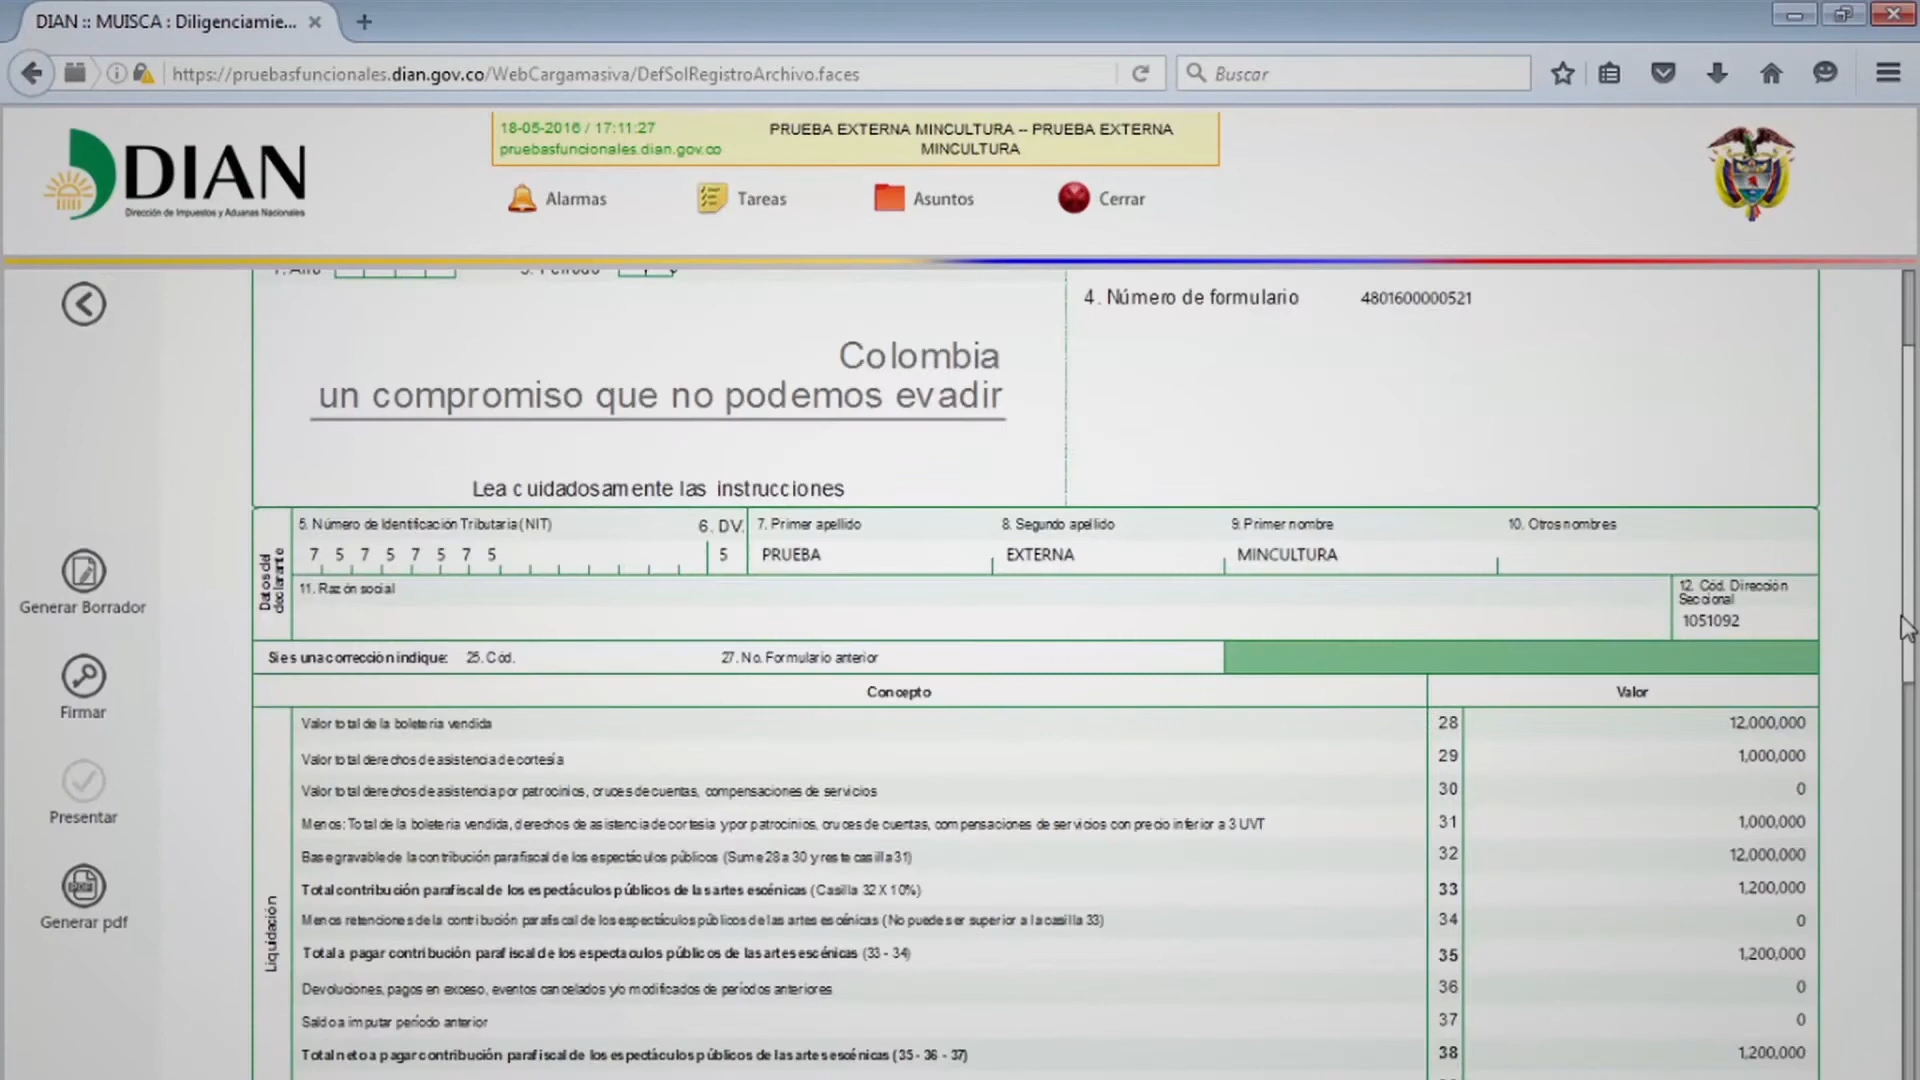 DIAN :: MUISCA : Diligenciamie...
https://pruebasfuncionales.dian.gov.co/WebCargamasiva/DefSolRegistroArchivo.faces
Buscar
DIAN
Dirección de Impuestos y Aduanas Nacionales
18-05-2016 / 17:11:27
pruebasfuncionales.dian.gov.co
PRUEBA EXTERNA MINCULTURA -- PRUEBA EXTERNA
MINCULTURA
Alarmas
Tareas
Asuntos
Cerrar
4. Número de formulario 4801600000521
Colombia
un compromiso que no podemos evadir
Lea cuidadosamente las instrucciones
Datos del
declarante
5. Número de Identificación Tributaria (NIT)
7 5 7 5 7 5 7 5
6. DV.
5
7. Primer apellido
PRUEBA
8. Segundo apellido
EXTERNA
9. Primer nombre
MINCULTURA
10. Otros nombres
11. Razón social
12. Cód. Dirección
Seccional
1051092
Si es una corrección indique: 25. Cód. 27. No. Formulario anterior
Concepto Valor
Liquidación
Valor total de la boletería vendida 28 12,000,000
Valor total derechos de asistencia de cortesía 29 1,000,000
Valor total derechos de asistencia por patrocinios, cruces de cuentas, compensaciones de servicios 30 0
Menos: Total de la boletería vendida, derechos de asistencia de cortesía y por patrocinios, cruces de cuentas, compensaciones de servicios con precio inferior a 3 UVT 31 1,000,000
Base gravable de la contribución parafiscal de los espectáculos públicos (Sume 28 a 30 y reste casilla 31) 32 12,000,000
Total contribución parafiscal de los espectáculos públicos de las artes escénicas (Casilla 32 X 10%) 33 1,200,000
Menos retenciones de la contribución parafiscal de los espectáculos públicos de las artes escénicas (No puede ser superior a la casilla 33) 34 0
Total a pagar contribución parafiscal de los espectaculos públicos de las artes escénicas (33 - 34) 35 1,200,000
Devoluciones, pagos en exceso, eventos cancelados y/o modificados de períodos anteriores 36 0
Saldo a imputar período anterior 37 0
Total neto a pagar contribución parafiscal de los espectáculos públicos de las artes escénicas (35 - 36 - 37) 38 1,200,000
Generar Borrador
Firmar
Presentar
Generar pdf